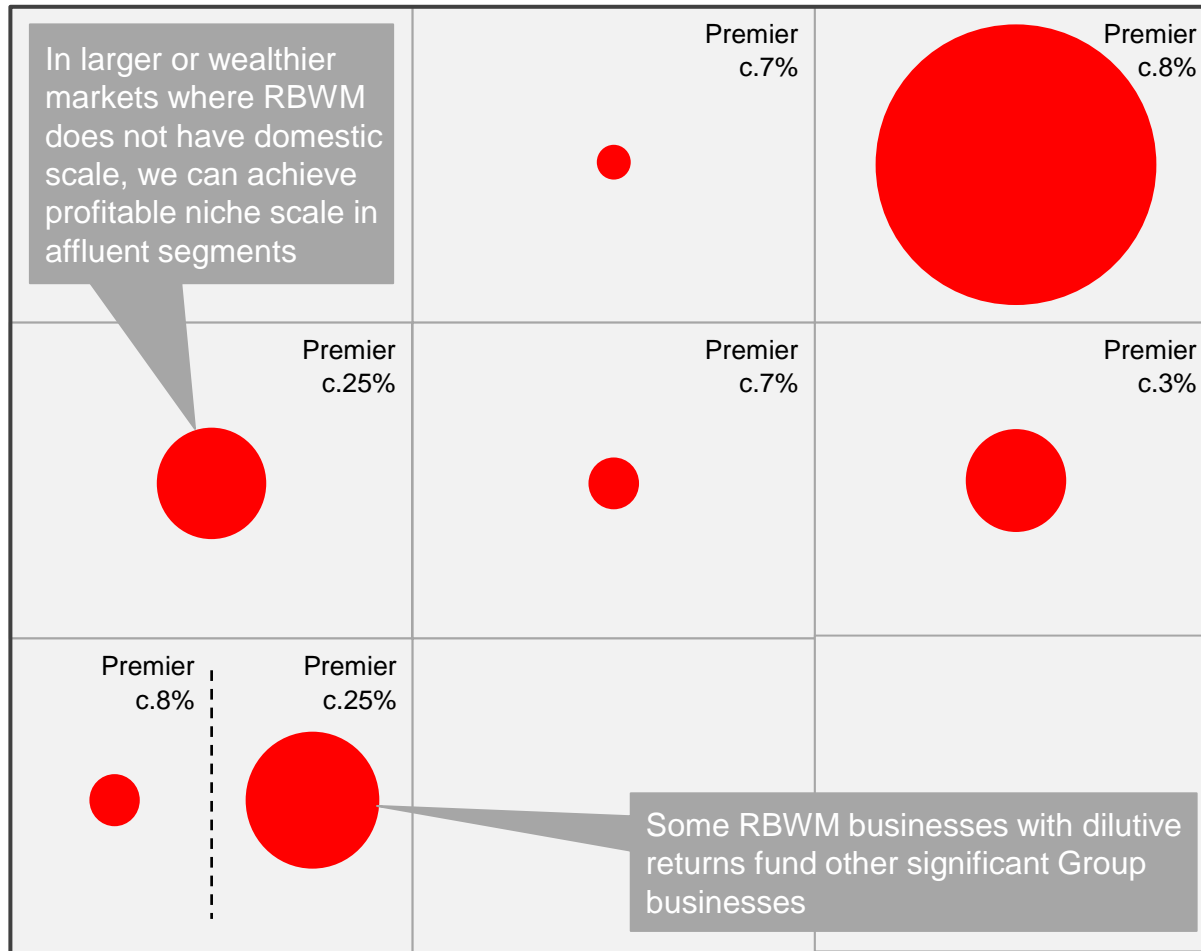 In larger or wealthier
markets where RBWM
does not have domestic
scale, we can achieve
profitable niche scale in
affluent segments
Premier
c.7%
Premier
c.8%
Premier
c.25%
Premier
c.7%
Premier
c.3%
Premier
c.8%
Premier
c.25%
Some RBWM businesses with dilutive
returns fund other significant Group
businesses